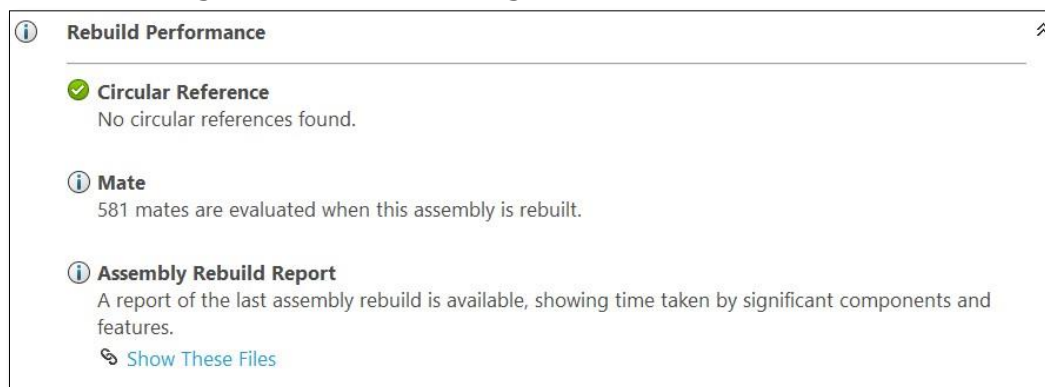 Rebuild Performance
Circular Reference
No circular references found.
Mate
581 mates are evaluated when this assembly is rebuilt.
Assembly Rebuild Report
A report of the last assembly rebuild is available, showing time taken by significant components and
features.
Show These Files